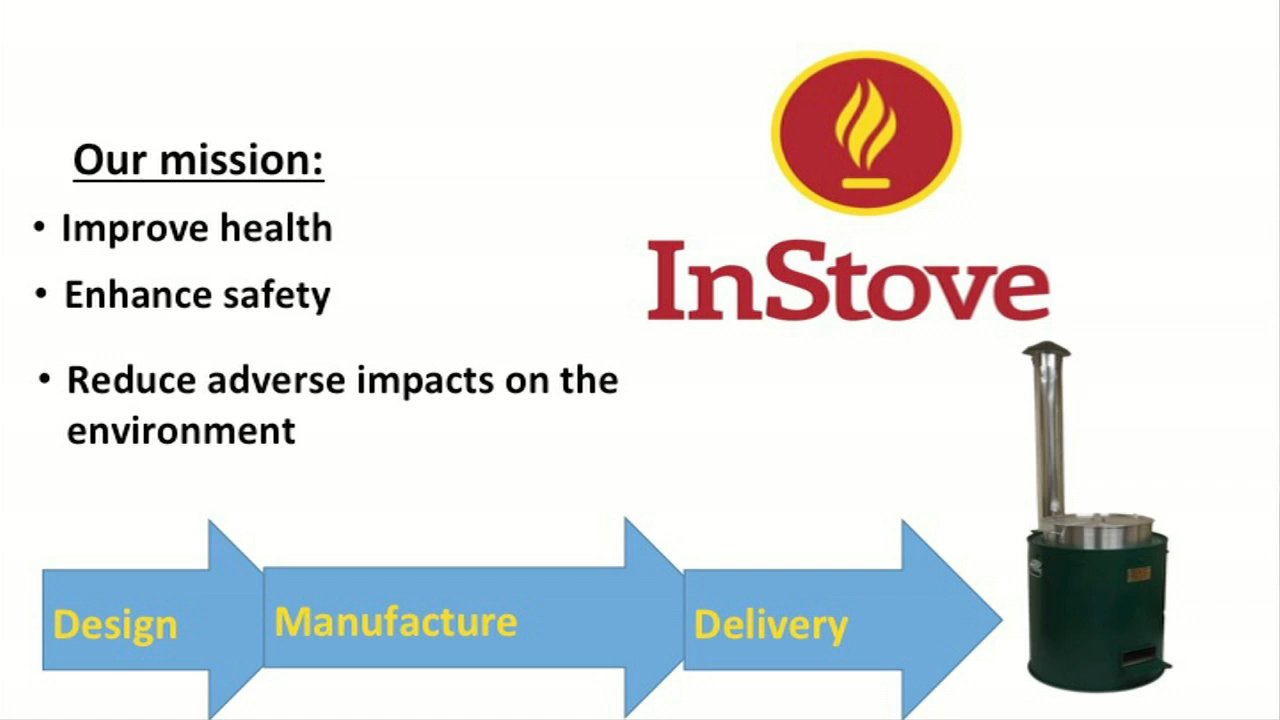 Our mission:
• Improve health
• Enhance safety
• Reduce adverse impacts on the
environment
InStove
Design
Manufacture
Delivery